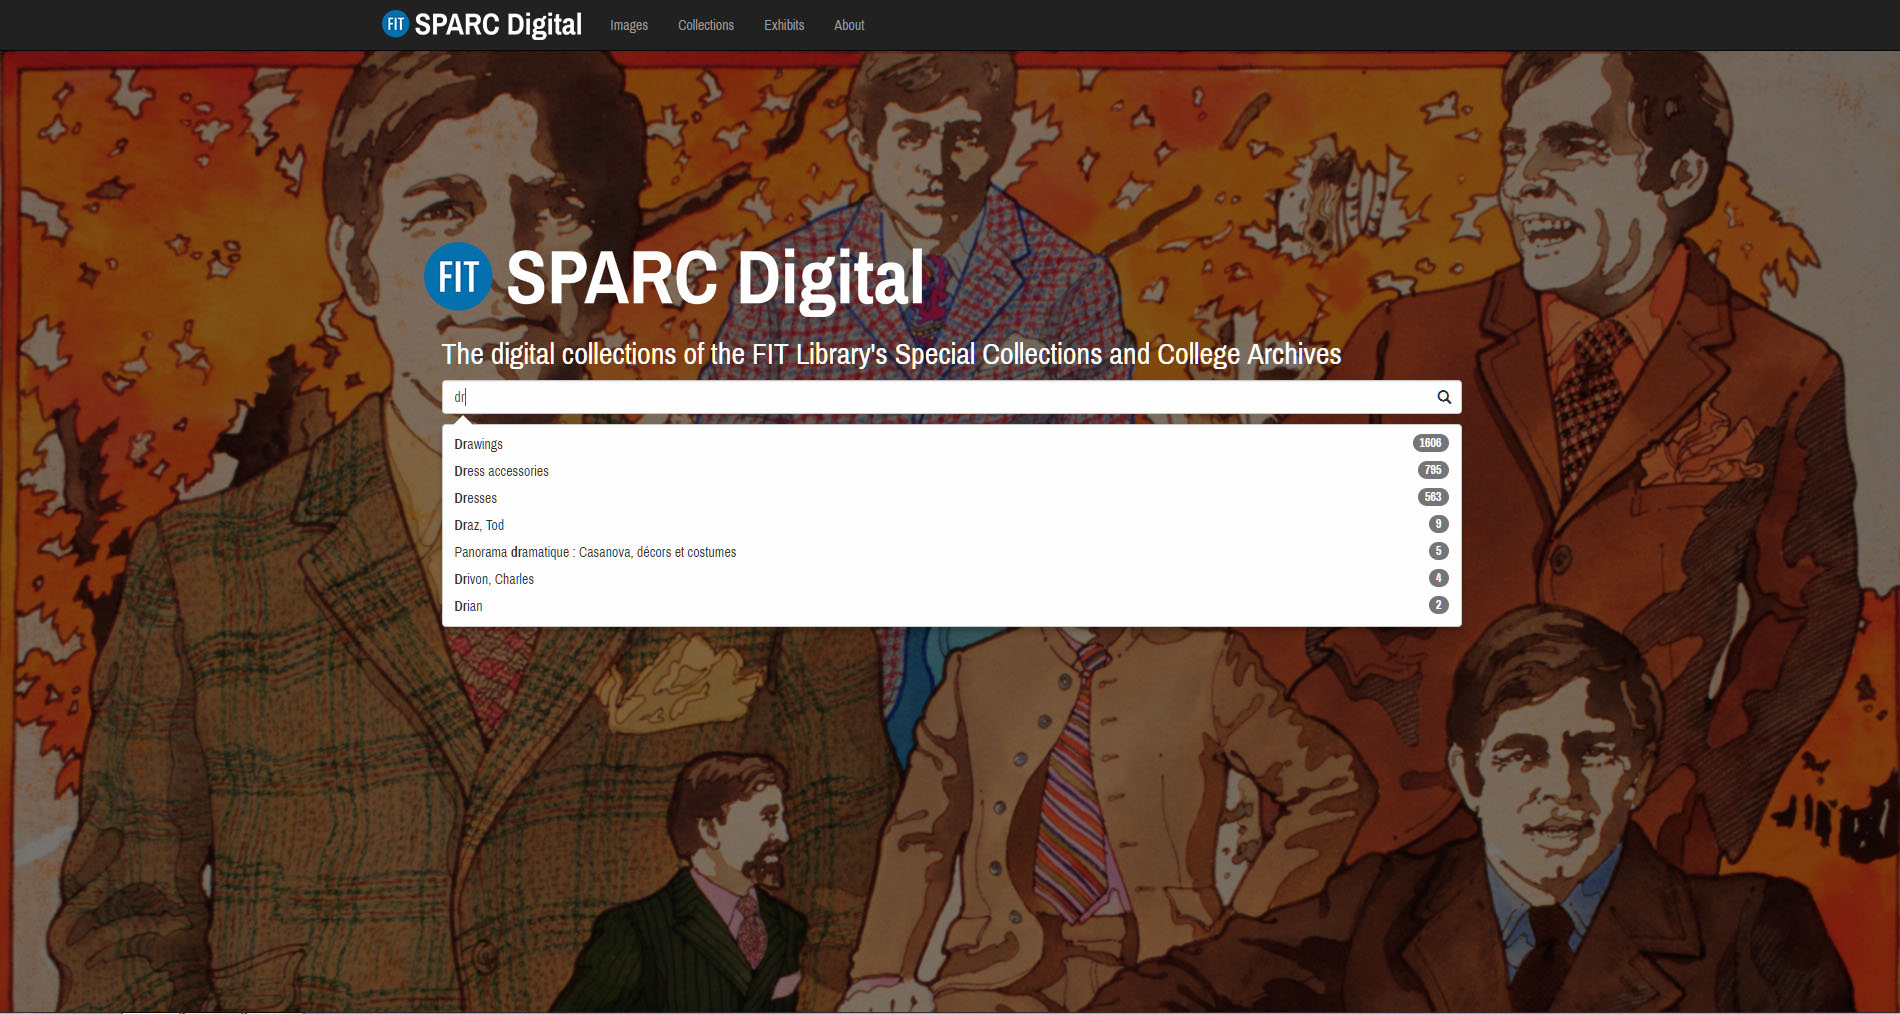 FIT SPARC Digital Images Collections Exhibits About
FIT SPARC Digital
The digital collections of the FIT Library's Special Collections and College Archives
dr
Drawings 1606
Dress accessories 795
Dresses 563
Draz, Tod 9
Panorama dramatique : Casanova, décors et costumes 5
Drivon, Charles 4
Drian 2